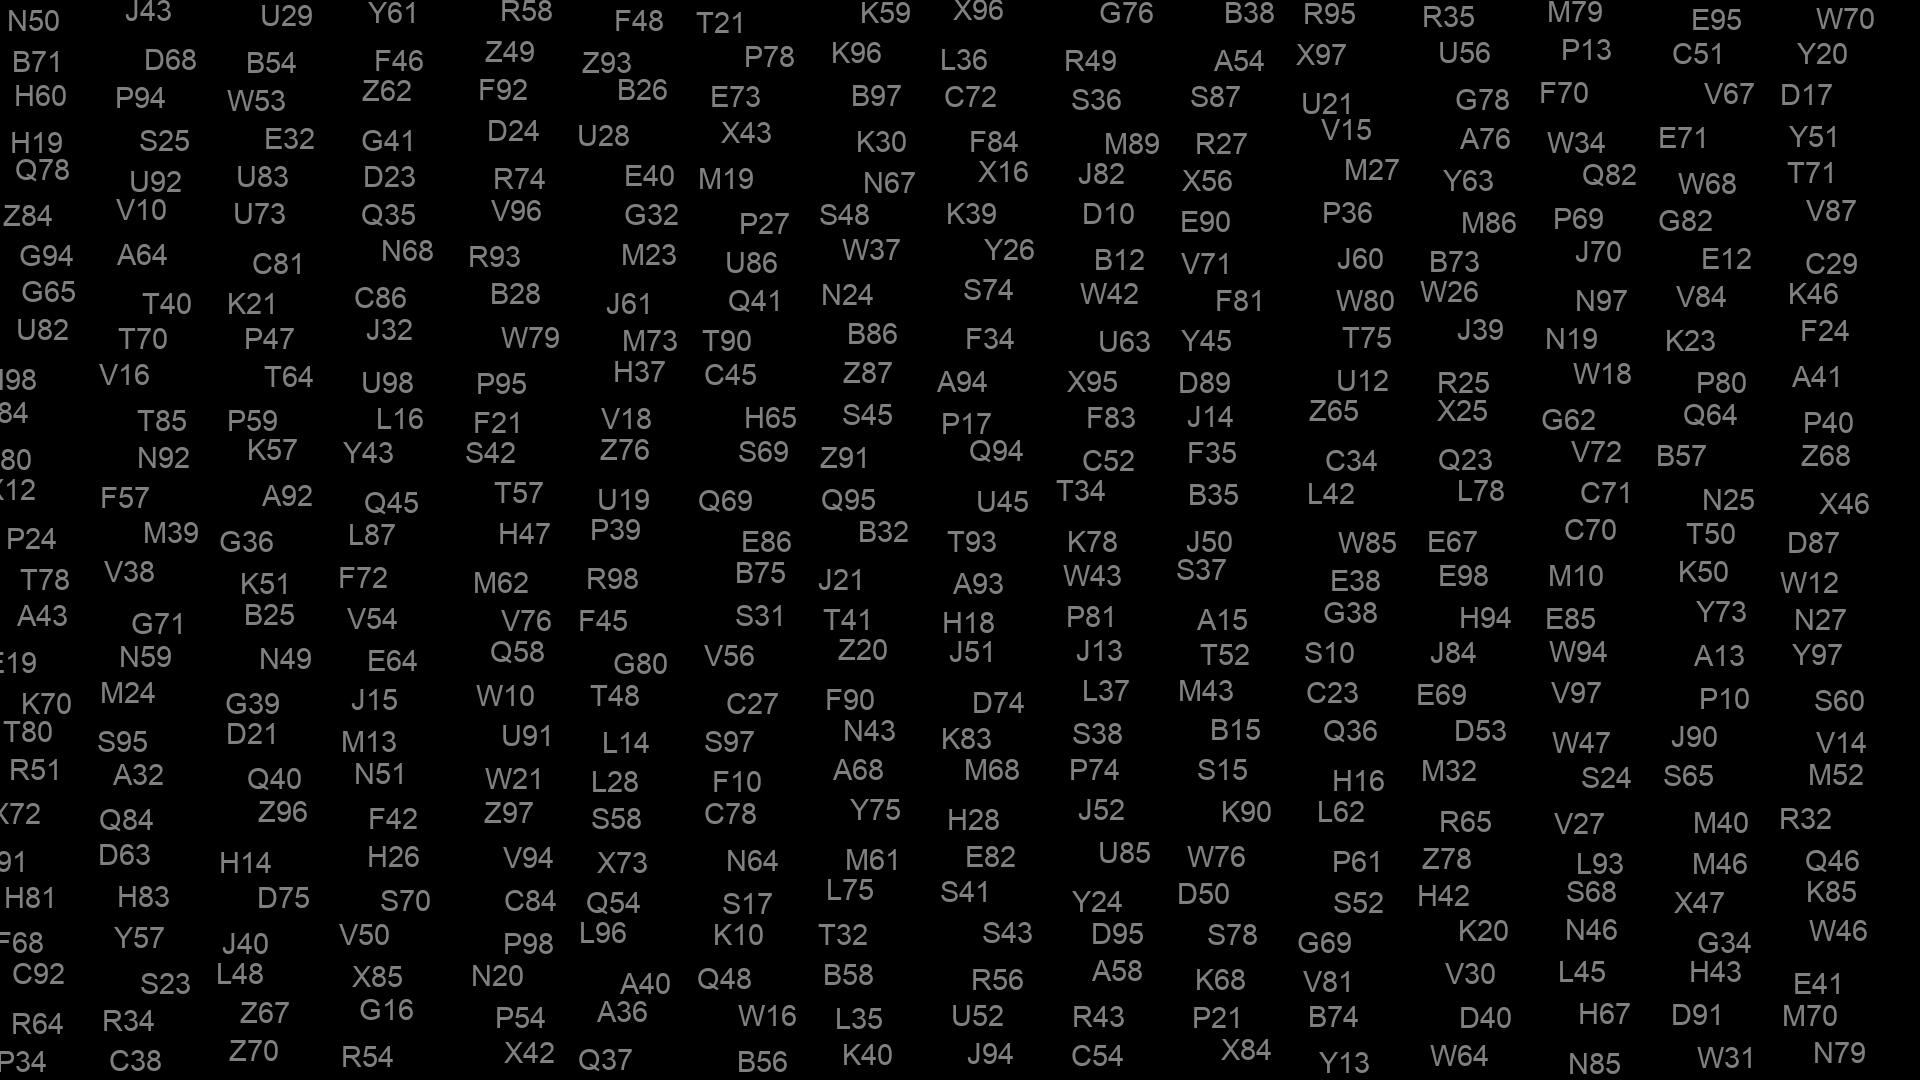 N50 J43 U29 Y61 R58 F48 T21 K59 X96 G76 B38 R95 R35 M79 E95 W70
B71 D68 B54 F46 Z49 Z93 P78 K96 L36 R49 A54 X97 U56 P13 C51 Y20
H60 P94 W53 Z62 F92 B26 E73 B97 C72 S36 S87 U21 G78 F70 V67 D17
H19 S25 E32 G41 D24 U28 X43 K30 F84 M89 R27 V15 A76 W34 E71 Y51
Q78 U92 U83 D23 R74 E40 M19 N67 X16 J82 X56 M27 Y63 Q82 W68 T71
Z84 V10 U73 Q35 V96 G32 P27 S48 K39 D10 E90 P36 M86 P69 G82 V87
G94 A64 C81 N68 R93 M23 U86 W37 Y26 B12 V71 J60 B73 J70 E12 C29
G65 T40 K21 C86 B28 J61 Q41 N24 S74 W42 F81 W80 W26 N97 V84 K46
U82 T70 P47 J32 W79 M73 T90 B86 F34 U63 Y45 T75 J39 N19 K23 F24
98 V16 T64 U98 P95 H37 C45 Z87 A94 X95 D89 U12 R25 W18 P80 A41
84 T85 P59 L16 F21 V18 H65 S45 P17 F83 J14 Z65 X25 G62 Q64 P40
80 N92 K57 Y43 S42 Z76 S69 Z91 Q94 C52 F35 C34 Q23 V72 B57 Z68
12 F57 A92 Q45 T57 U19 Q69 Q95 U45 T34 B35 L42 L78 C71 N25 X46
P24 M39 G36 L87 H47 P39 E86 B32 T93 K78 J50 W85 E67 C70 T50 D87
T78 V38 K51 F72 M62 R98 B75 J21 A93 W43 S37 E38 E98 M10 K50 W12
A43 G71 B25 V54 V76 F45 S31 T41 H18 P81 A15 G38 H94 E85 Y73 N27
E19 N59 N49 E64 Q58 G80 V56 Z20 J51 J13 T52 S10 J84 W94 A13 Y97
K70 M24 G39 J15 W10 T48 C27 F90 D74 L37 M43 C23 E69 V97 P10 S60
T80 S95 D21 M13 U91 L14 S97 N43 K83 S38 B15 Q36 D53 W47 J90 V14
R51 A32 Q40 N51 W21 L28 F10 A68 M68 P74 S15 H16 M32 S24 S65 M52
X72 Q84 Z96 F42 Z97 S58 C78 Y75 H28 J52 K90 L62 R65 V27 M40 R32
91 D63 H14 H26 V94 X73 N64 M61 E82 U85 W76 P61 Z78 L93 M46 Q46
H81 H83 D75 S70 C84 Q54 S17 L75 S41 Y24 D50 S52 H42 S68 X47 K85
F68 Y57 J40 V50 P98 L96 K10 T32 S43 D95 S78 G69 K20 N46 G34 W46
C92 S23 L48 X85 N20 A40 Q48 B58 R56 A58 K68 V81 V30 L45 H43 E41
R64 R34 Z67 G16 P54 A36 W16 L35 U52 R43 P21 B74 D40 H67 D91 M70
P34 C38 Z70 R54 X42 Q37 B56 K40 J94 C54 X84 Y13 W64 N85 W31 N79